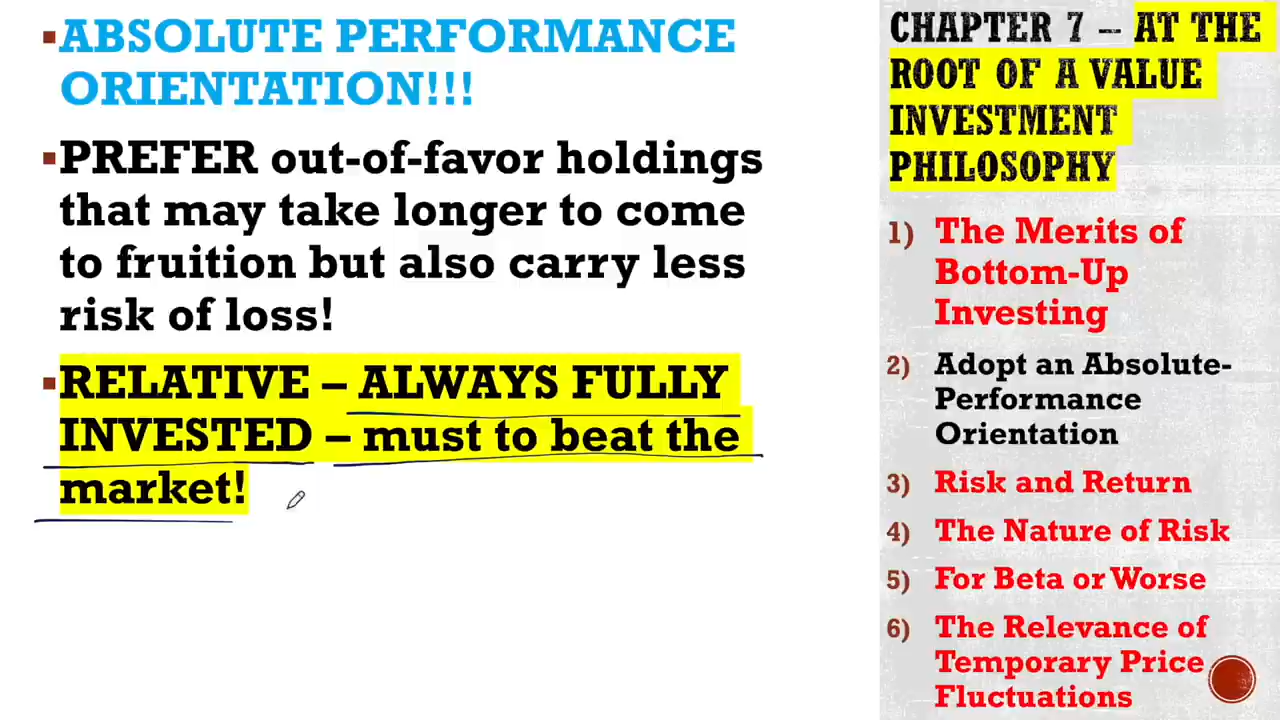 ▪ABSOLUTE PERFORMANCE
ORIENTATION!!!
▪PREFER out-of-favor holdings
that may take longer to come
to fruition but also carry less
risk of loss!
▪RELATIVE – ALWAYS FULLY
INVESTED – must to beat the
market!
CHAPTER 7 – AT THE
ROOT OF A VALUE
INVESTMENT
PHILOSOPHY
1) The Merits of
Bottom-Up
Investing
2) Adopt an Absolute-
Performance
Orientation
3) Risk and Return
4) The Nature of Risk
5) For Beta or Worse
6) The Relevance of
Temporary Price
Fluctuations